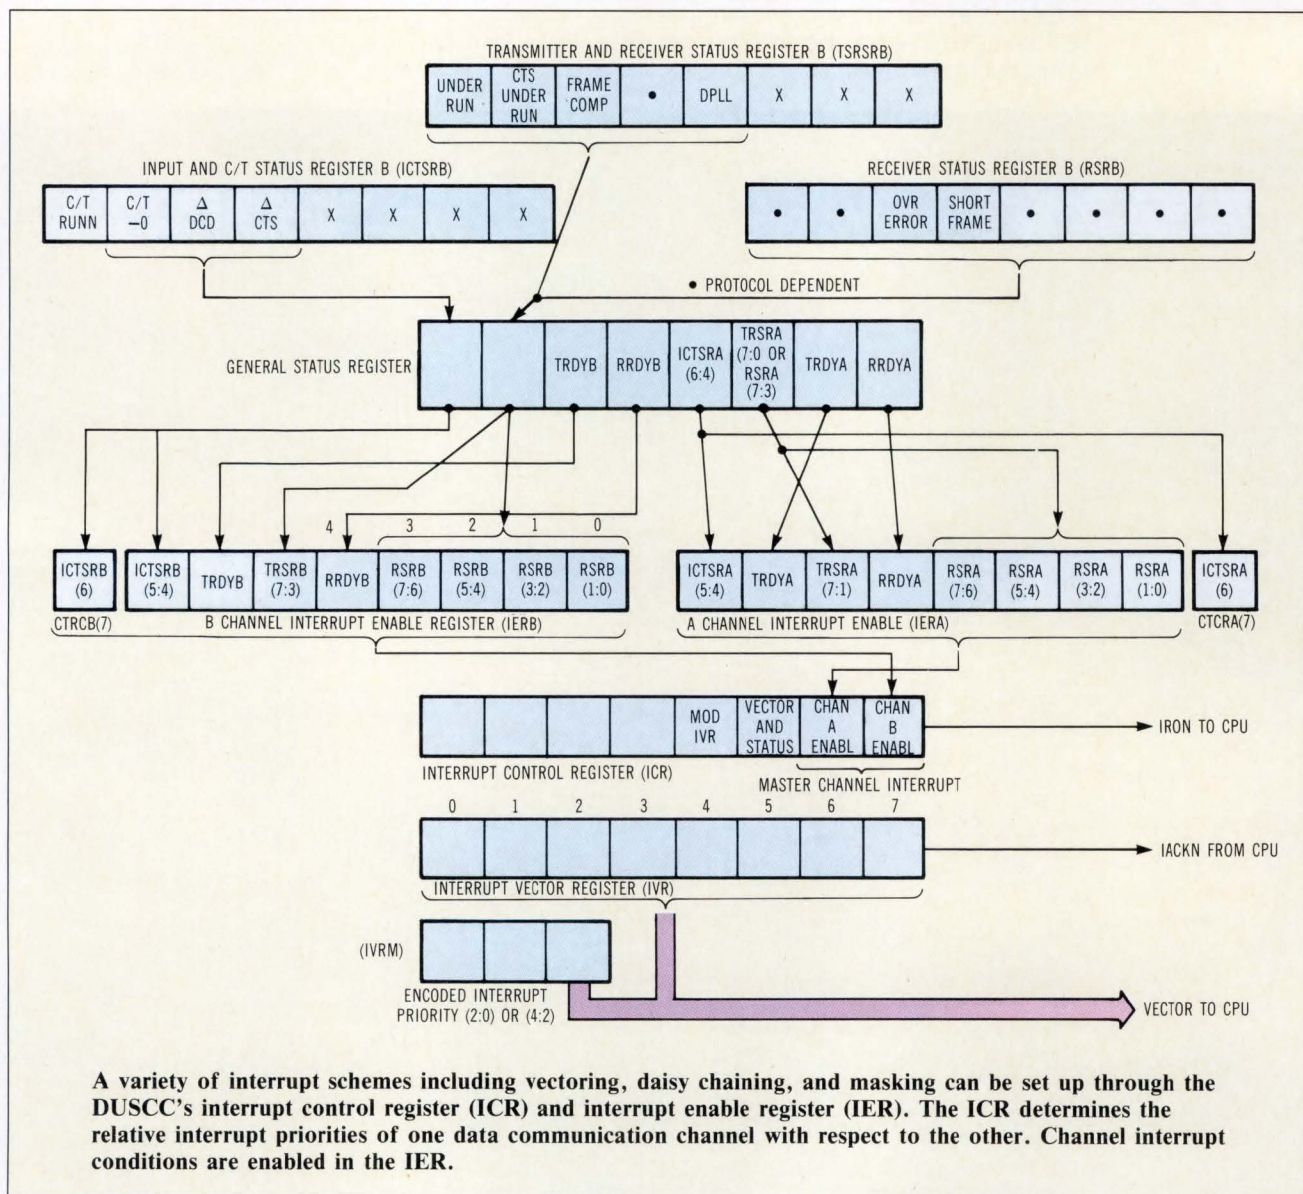 TRANSMITTER AND RECEIVER STATUS REGISTER B (TSRSRB)
UNDER RUN
CTS UNDER RUN
FRAME COMP
•
DPLL
X
X
X
INPUT AND C/T STATUS REGISTER B (ICTSRB)
C/T RUNN
C/T —0
Δ DCD
Δ CTS
X
X
X
X
RECEIVER STATUS REGISTER B (RSRB)
•
•
OVR ERROR
SHORT FRAME
•
•
•
•
• PROTOCOL DEPENDENT
GENERAL STATUS REGISTER
TRDYB
RRDYB
ICTSRA (6:4)
TRSRA (7:0 OR RSRA (7:3)
TRDYA
RRDYA
4
3
2
1
0
ICTSRB (6)
ICTSRB (5:4)
TRDYB
TRSRB (7:3)
RRDYB
RSRB (7:6)
RSRB (5:4)
RSRB (3:2)
RSRB (1:0)
CTRCB(7)
B CHANNEL INTERRUPT ENABLE REGISTER (IERB)
ICTSRA (5:4)
TRDYA
TRSRA (7:1)
RRDYA
RSRA (7:6)
RSRA (5:4)
RSRA (3:2)
RSRA (1:0)
ICTSRA (6)
A CHANNEL INTERRUPT ENABLE (IERA)
CTCRA(7)
MOD IVR
VECTOR AND STATUS
CHAN A ENABL
CHAN B ENABL
IRON TO CPU
INTERRUPT CONTROL REGISTER (ICR)
MASTER CHANNEL INTERRUPT
0 1 2 3 4 5 6 7
IACKN FROM CPU
INTERRUPT VECTOR REGISTER (IVR)
(IVRM)
ENCODED INTERRUPT
PRIORITY (2:0) OR (4:2)
VECTOR TO CPU
A variety of interrupt schemes including vectoring, daisy chaining, and masking can be set up through the
DUSCC's interrupt control register (ICR) and interrupt enable register (IER). The ICR determines the
relative interrupt priorities of one data communication channel with respect to the other. Channel interrupt
conditions are enabled in the IER.